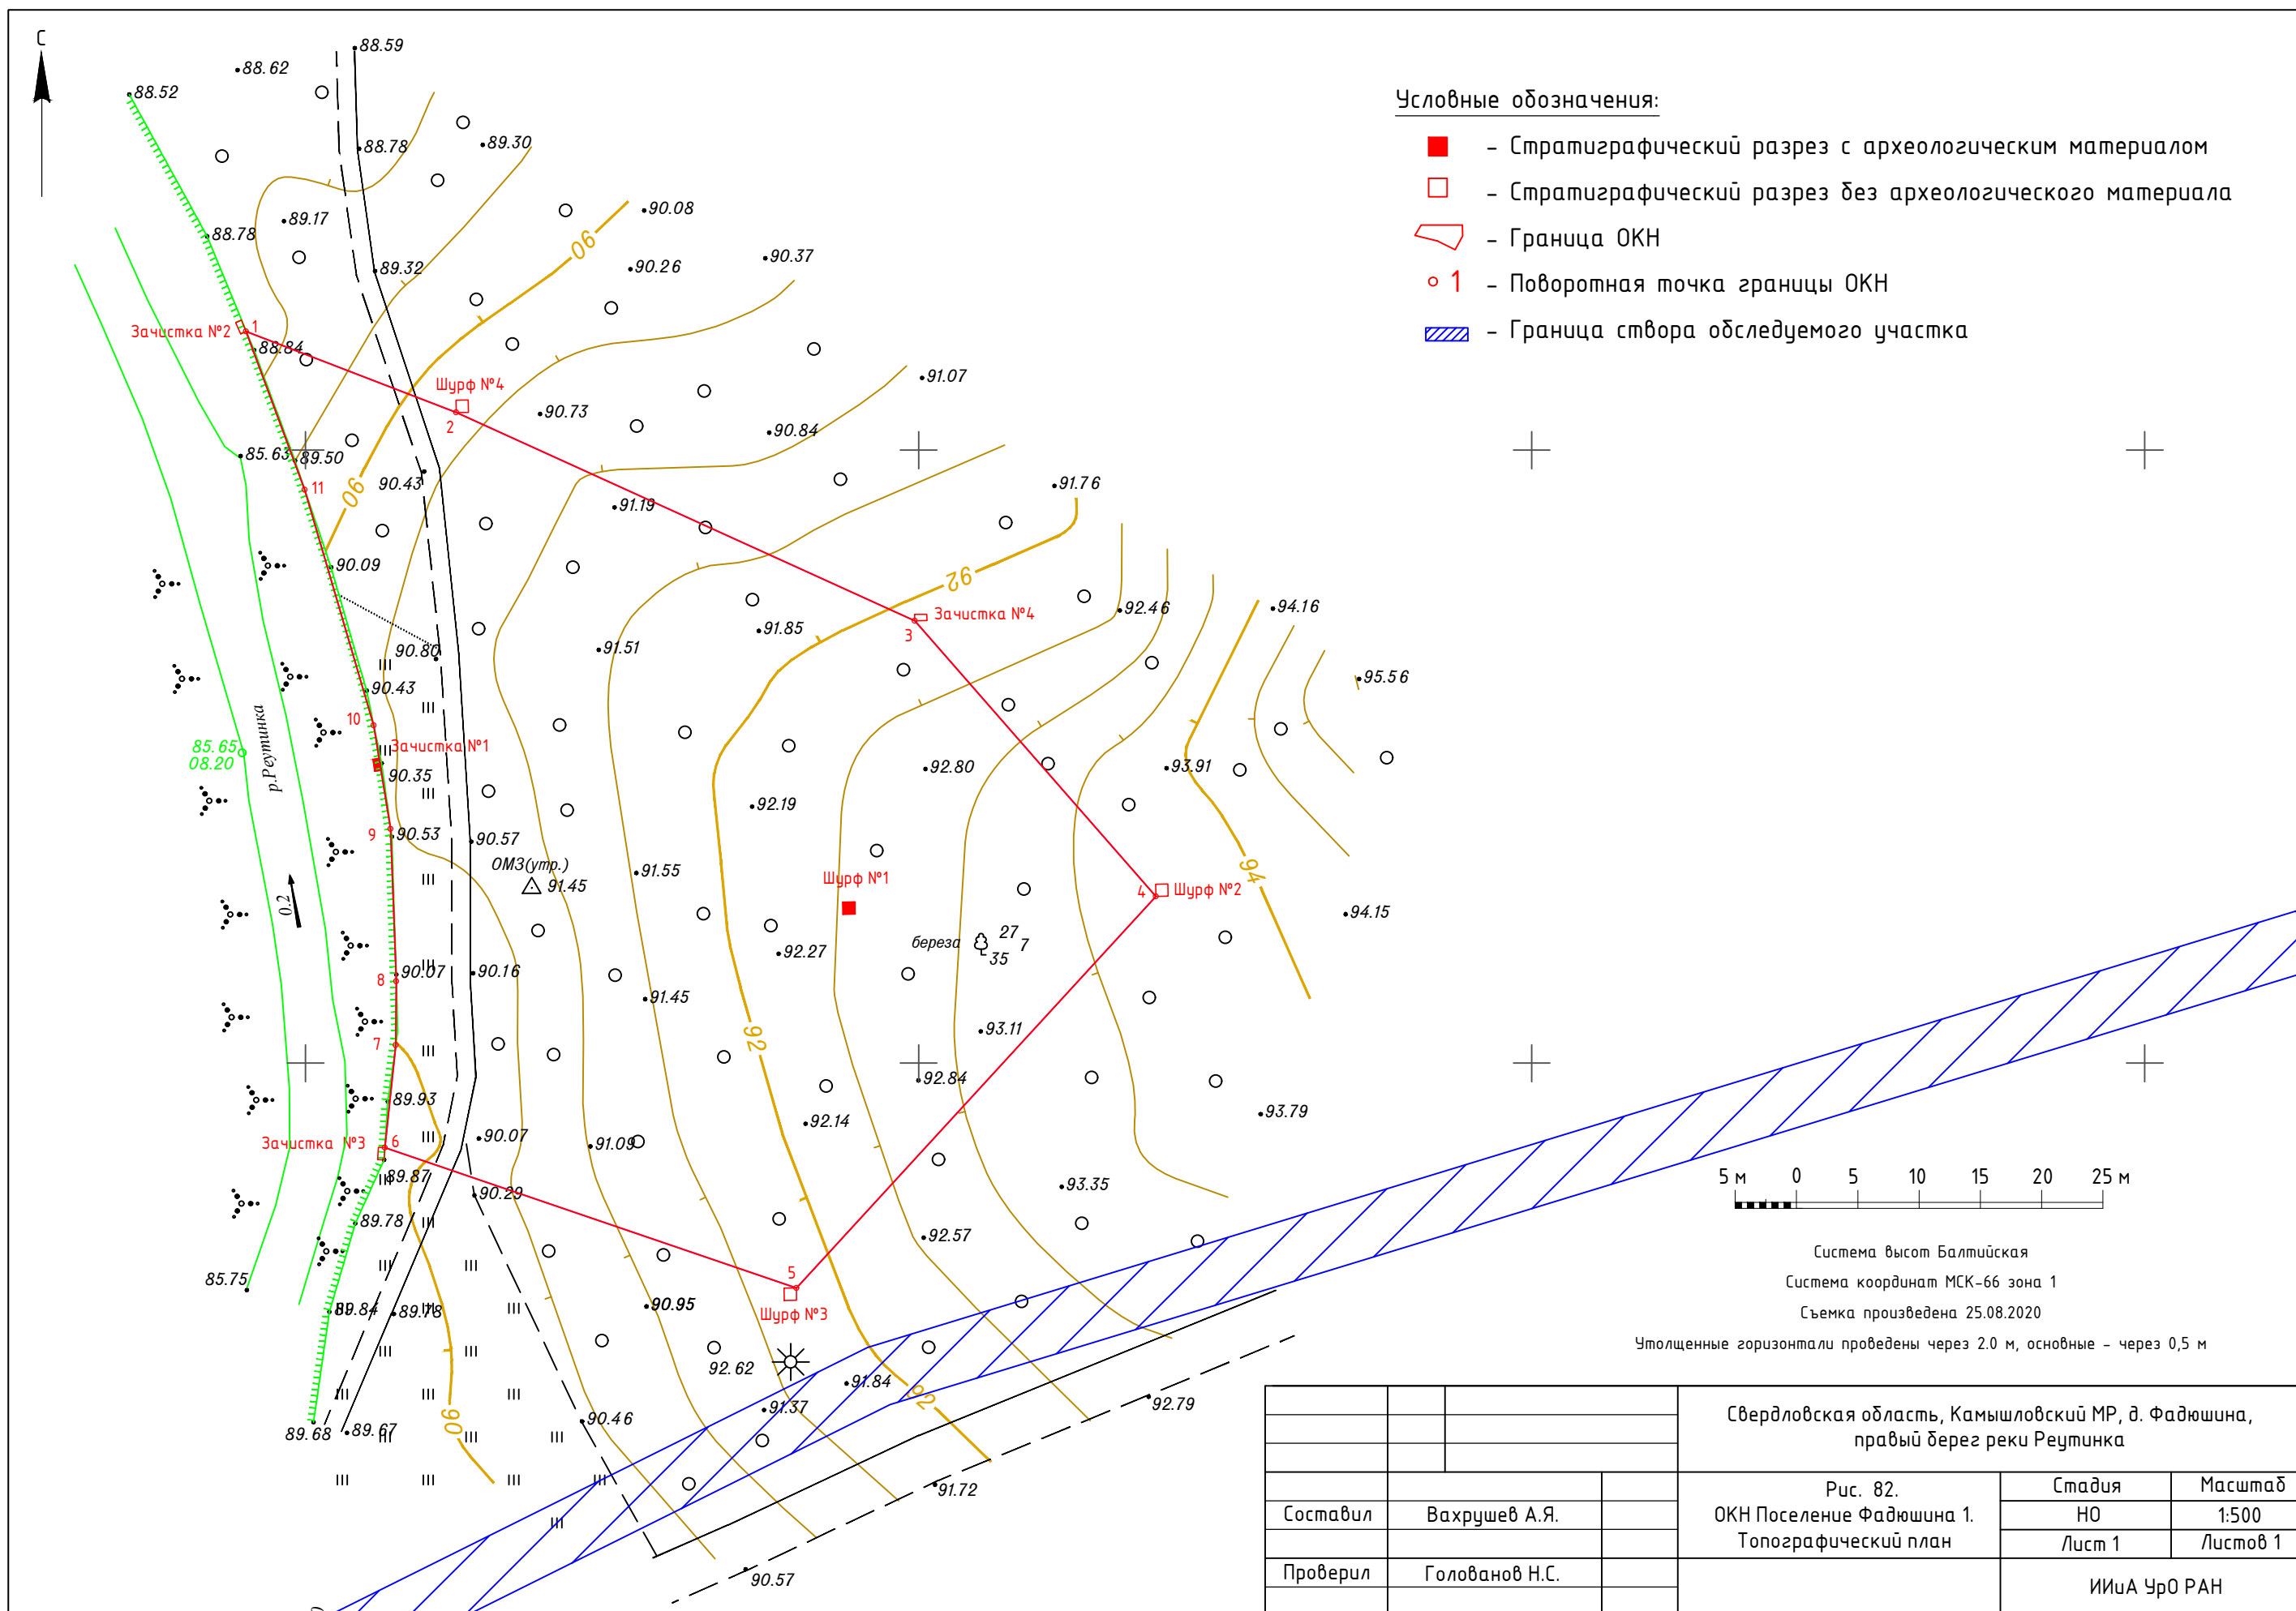 С
88.59
88.62
88.52
Условные обозначения:
- Стратиграфический разрез с археологическим материалом
- Стратиграфический разрез без археологического материала
- Граница ОКН
1 - Поворотная точка границы ОКН
- Граница створа обследуемого участка
88.78
89.30
89.17
90.08
88.78
90
90.37
89.32
90.26
Зачистка №2
1
88.84
Шурф №4
91.07
2
90.73
90.84
85.63
89.50
90.43
91.76
11
90
91.19
90.09
92
92.46
94.16
3
Зачистка №4
91.85
90.80
91.51
95.56
90.43
10
Зачистка №1
85.65
08.20
р.Реутинка
90.35
92.80
93.91
92.19
9
90.53
90.57
ОМЗ(утр.)
91.45
91.55
Шурф №1
94
4
Шурф №2
0.2
94.15
береза
27
35
7
92.27
8
90.07
90.16
91.45
93.11
7
92
92.84
89.93
93.79
92.14
Зачистка №3
6
90.07
91.09
89.87
90.29
93.35
5 м 0 5 10 15 20 25 м
89.78
92.57
Система высот Балтийская
5
85.75
Система координат МСК-66 зона 1
89.84
89.78
90.95
Шурф №3
Съемка произведена 25.08.2020
Утолщенные горизонтали проведены через 2.0 м, основные - через 0,5 м
92.62
91.84
92
92.79
90
91.37
90.46
89.68
89.67
91.72
90.57
Свердловская область, Камышловский МР, д. Фадюшина,
правый берег реки Реутинка
Рис. 82.
ОКН Поселение Фадюшина 1.
Топографический план
Стадия
Масштаб
НО
1:500
Лист 1
Листов 1
Составил
Вахрушев А.Я.
Проверил
Голованов Н.С.
ИИиА УрО РАН